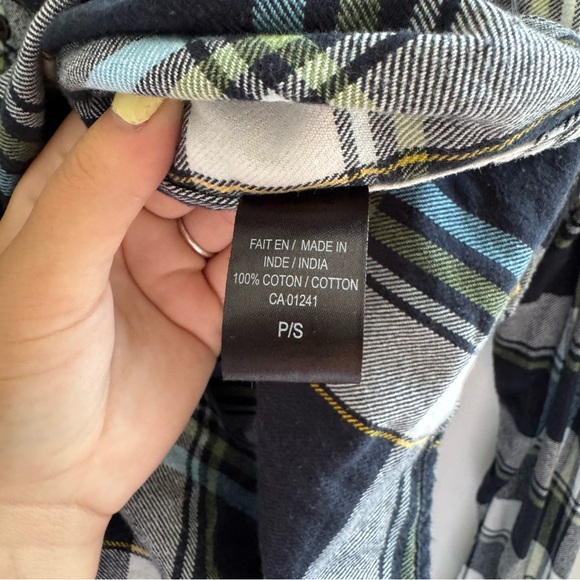 FAIT EN / MADE IN
INDE / INDIA
100% COTON / COTTON
CA 01241
P/S